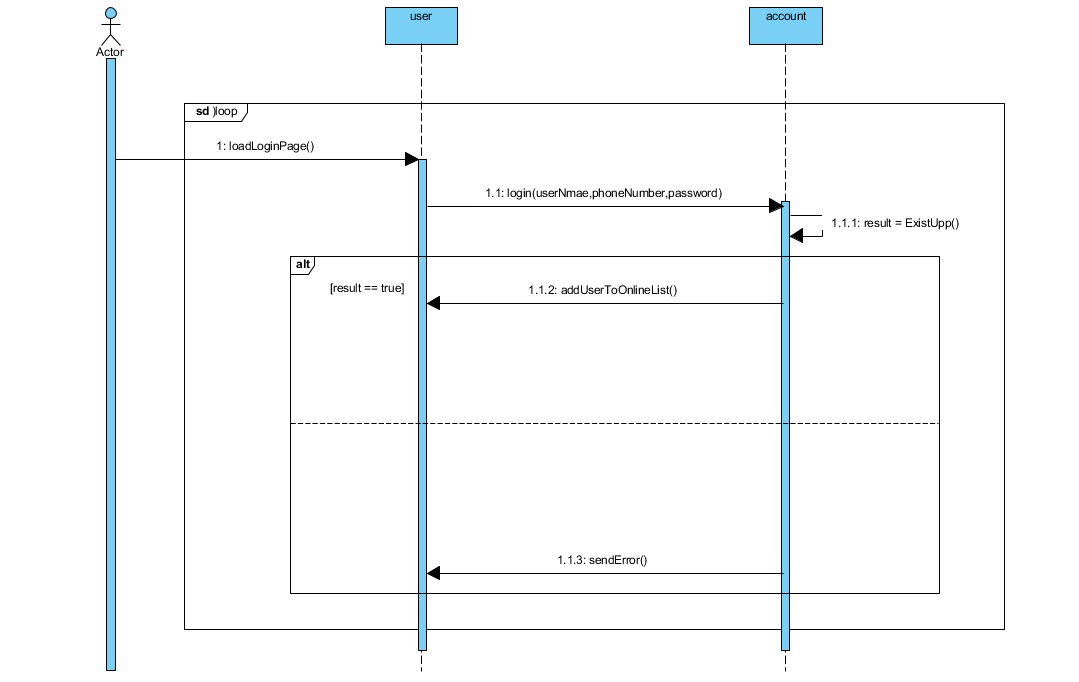 user
account
Actor
sd )loop
1: loadLoginPage()
1.1: login(userNmae,phoneNumber,password)
1.1.1: result = ExistUpp()
alt
[result == true]
1.1.2: addUserToOnlineList()
1.1.3: sendError()